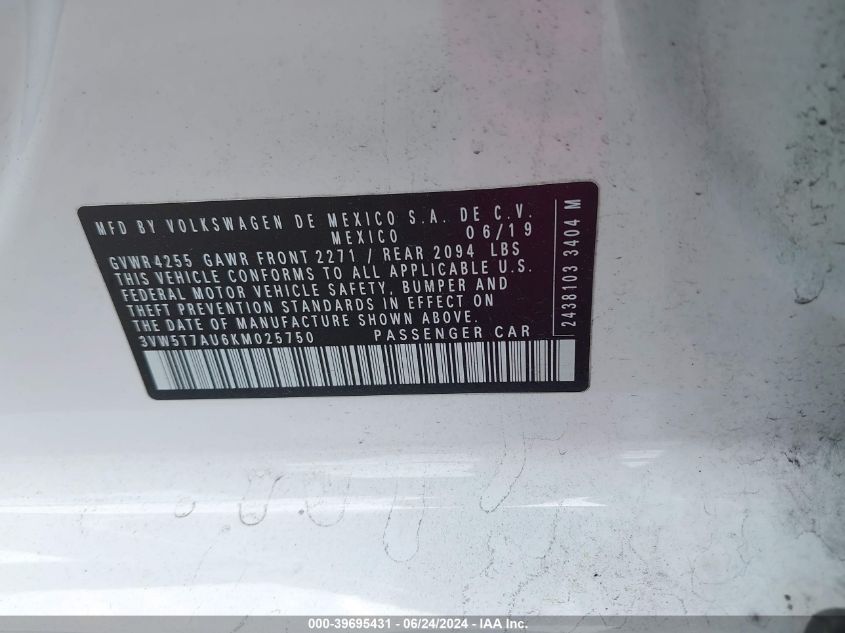 MFD BY VOLKSWAGEN DE MEXICO S.A. DE C.V.
MEXICO 06/19
GVWR4255 GAWR FRONT 2271 / REAR 2094 LBS
THIS VEHICLE CONFORMS TO ALL APPLICABLE U.S.
FEDERAL MOTOR VEHICLE SAFETY, BUMPER AND
THEFT PREVENTION STANDARDS IN EFFECT ON
THE DATE OF MANUFACTURE SHOWN ABOVE.
3VW5T7AU6KM025750 PASSENGER CAR
2438103 3404 M
000-39695431 - 06/24/2024 - IAA Inc.